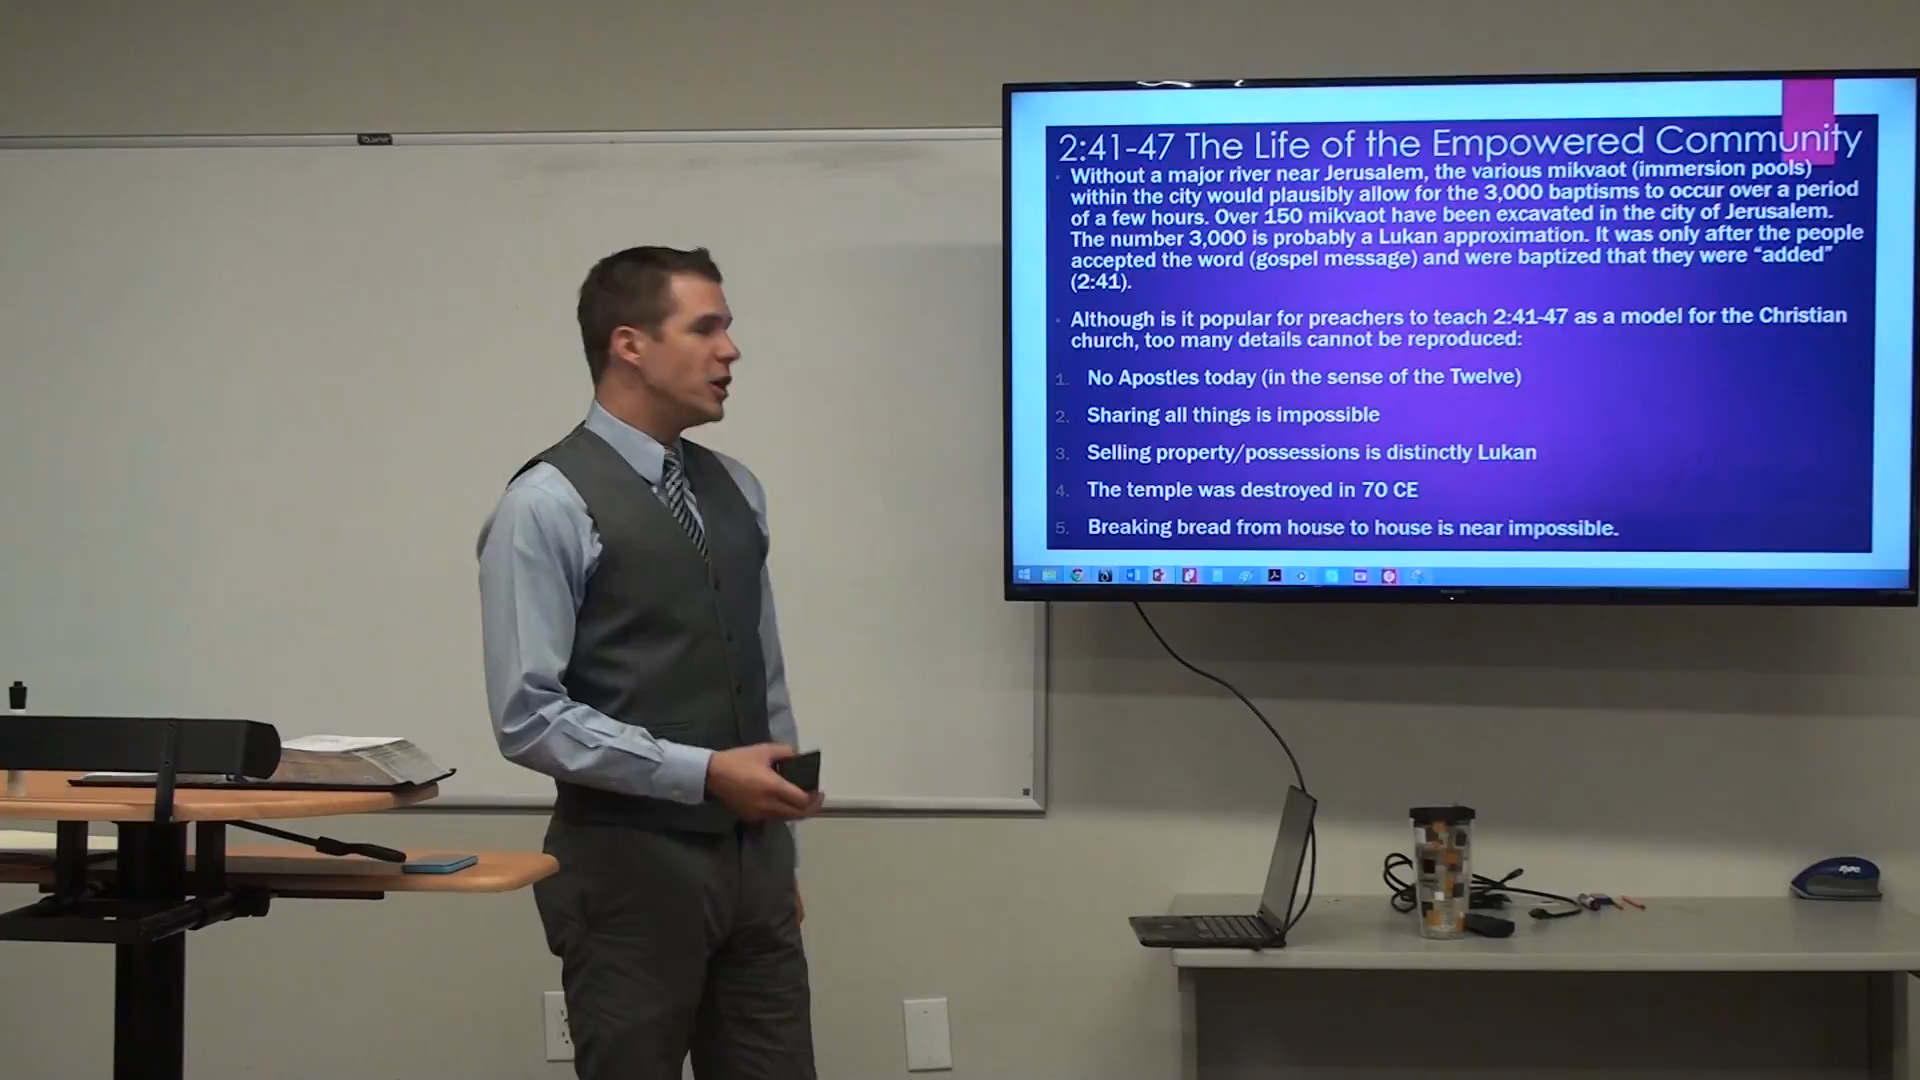 2:41-47 The Life of the Empowered Community
Without a major river near Jerusalem, the various mikvaot (immersion pools)
within the city would plausibly allow for the 3,000 baptisms to occur over a period
of a few hours. Over 150 mikvaot have been excavated in the city of Jerusalem.
The number 3,000 is probably a Lukan approximation. It was only after the people
accepted the word (gospel message) and were baptized that they were “added”
(2:41).
Although is it popular for preachers to teach 2:41-47 as a model for the Christian
church, too many details cannot be reproduced:
1. No Apostles today (in the sense of the Twelve)
2. Sharing all things is impossible
3. Selling property/possessions is distinctly Lukan
4. The temple was destroyed in 70 CE
5. Breaking bread from house to house is near impossible.